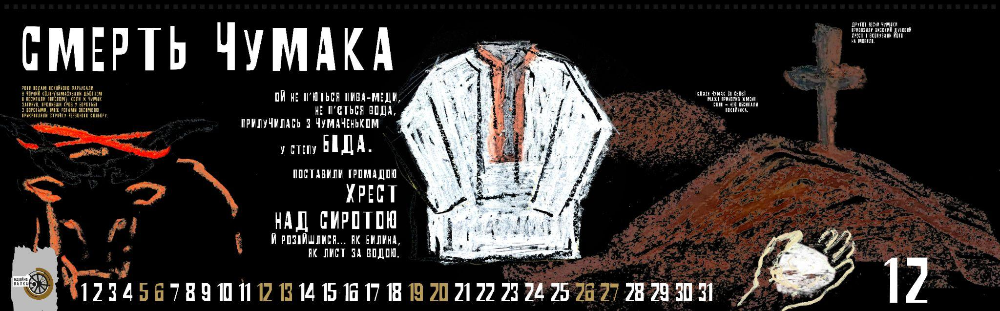 СМЕРТЬ ЧУМАКА
РОГИ ВОЛАМ ПОКІЙНОГО ФАРБУВАЛИ
В ЧОРНИЙ КОЛІР(НАМАЗУВАЛИ ДЬОГТЕМ
І ПОСИПАЛИ ПОПЕЛОМ). КОЛИ Ж ЧУМАК
ЗАГИНУВ, ПРОЛИВШИ КРОВ У БОРОТЬБІ
З ВОРОГАМИ, МІЖ РОГАМИ ВІСІМКОЮ
ПРИКРІПЛЯЛИ СТРІЧКУ ЧЕРВОНОГО КОЛЬОРУ.
ОЙ НЕ П'ЮТЬСЯ ПИВА-МЕДИ,
НЕ П'ЄТЬСЯ ВОДА,
ПРИЛУЧИЛАСЬ З ЧУМАЧЕНЬКОМ
У СТЕПУ БІДА.
ПОСТАВИЛИ ГРОМАДОЮ
ХРЕСТ
НАД СИРОТОЮ
Й РОЗІЙШЛИСЯ... ЯК БИЛИНА,
ЯК ЛИСТ ЗА ВОДОЮ.
КОЖЕН ЧУМАК ЗІ СВОЄЇ
МАЖІ ПРИНОСИВ ЖМЕНЮ
СОЛІ - НЕЮ ОБСИПАЛИ
ПОКІЙНИКА.
ДРУГОЇ ВЕСНИ ЧУМАКИ
ПРИВОЗИЛИ ВИСОКИЙ ДУБОВИЙ
ХРЕСТ І ВКОПУВАЛИ ЙОГО
НА МОГИЛІ.
НАДІЙНА
ВАЛКА
1 2 3 4 5 6 7 8 9 10 11 12 13 14 15 16 17 18 19 20 21 22 23 24 25 26 27 28 29 30 31
12